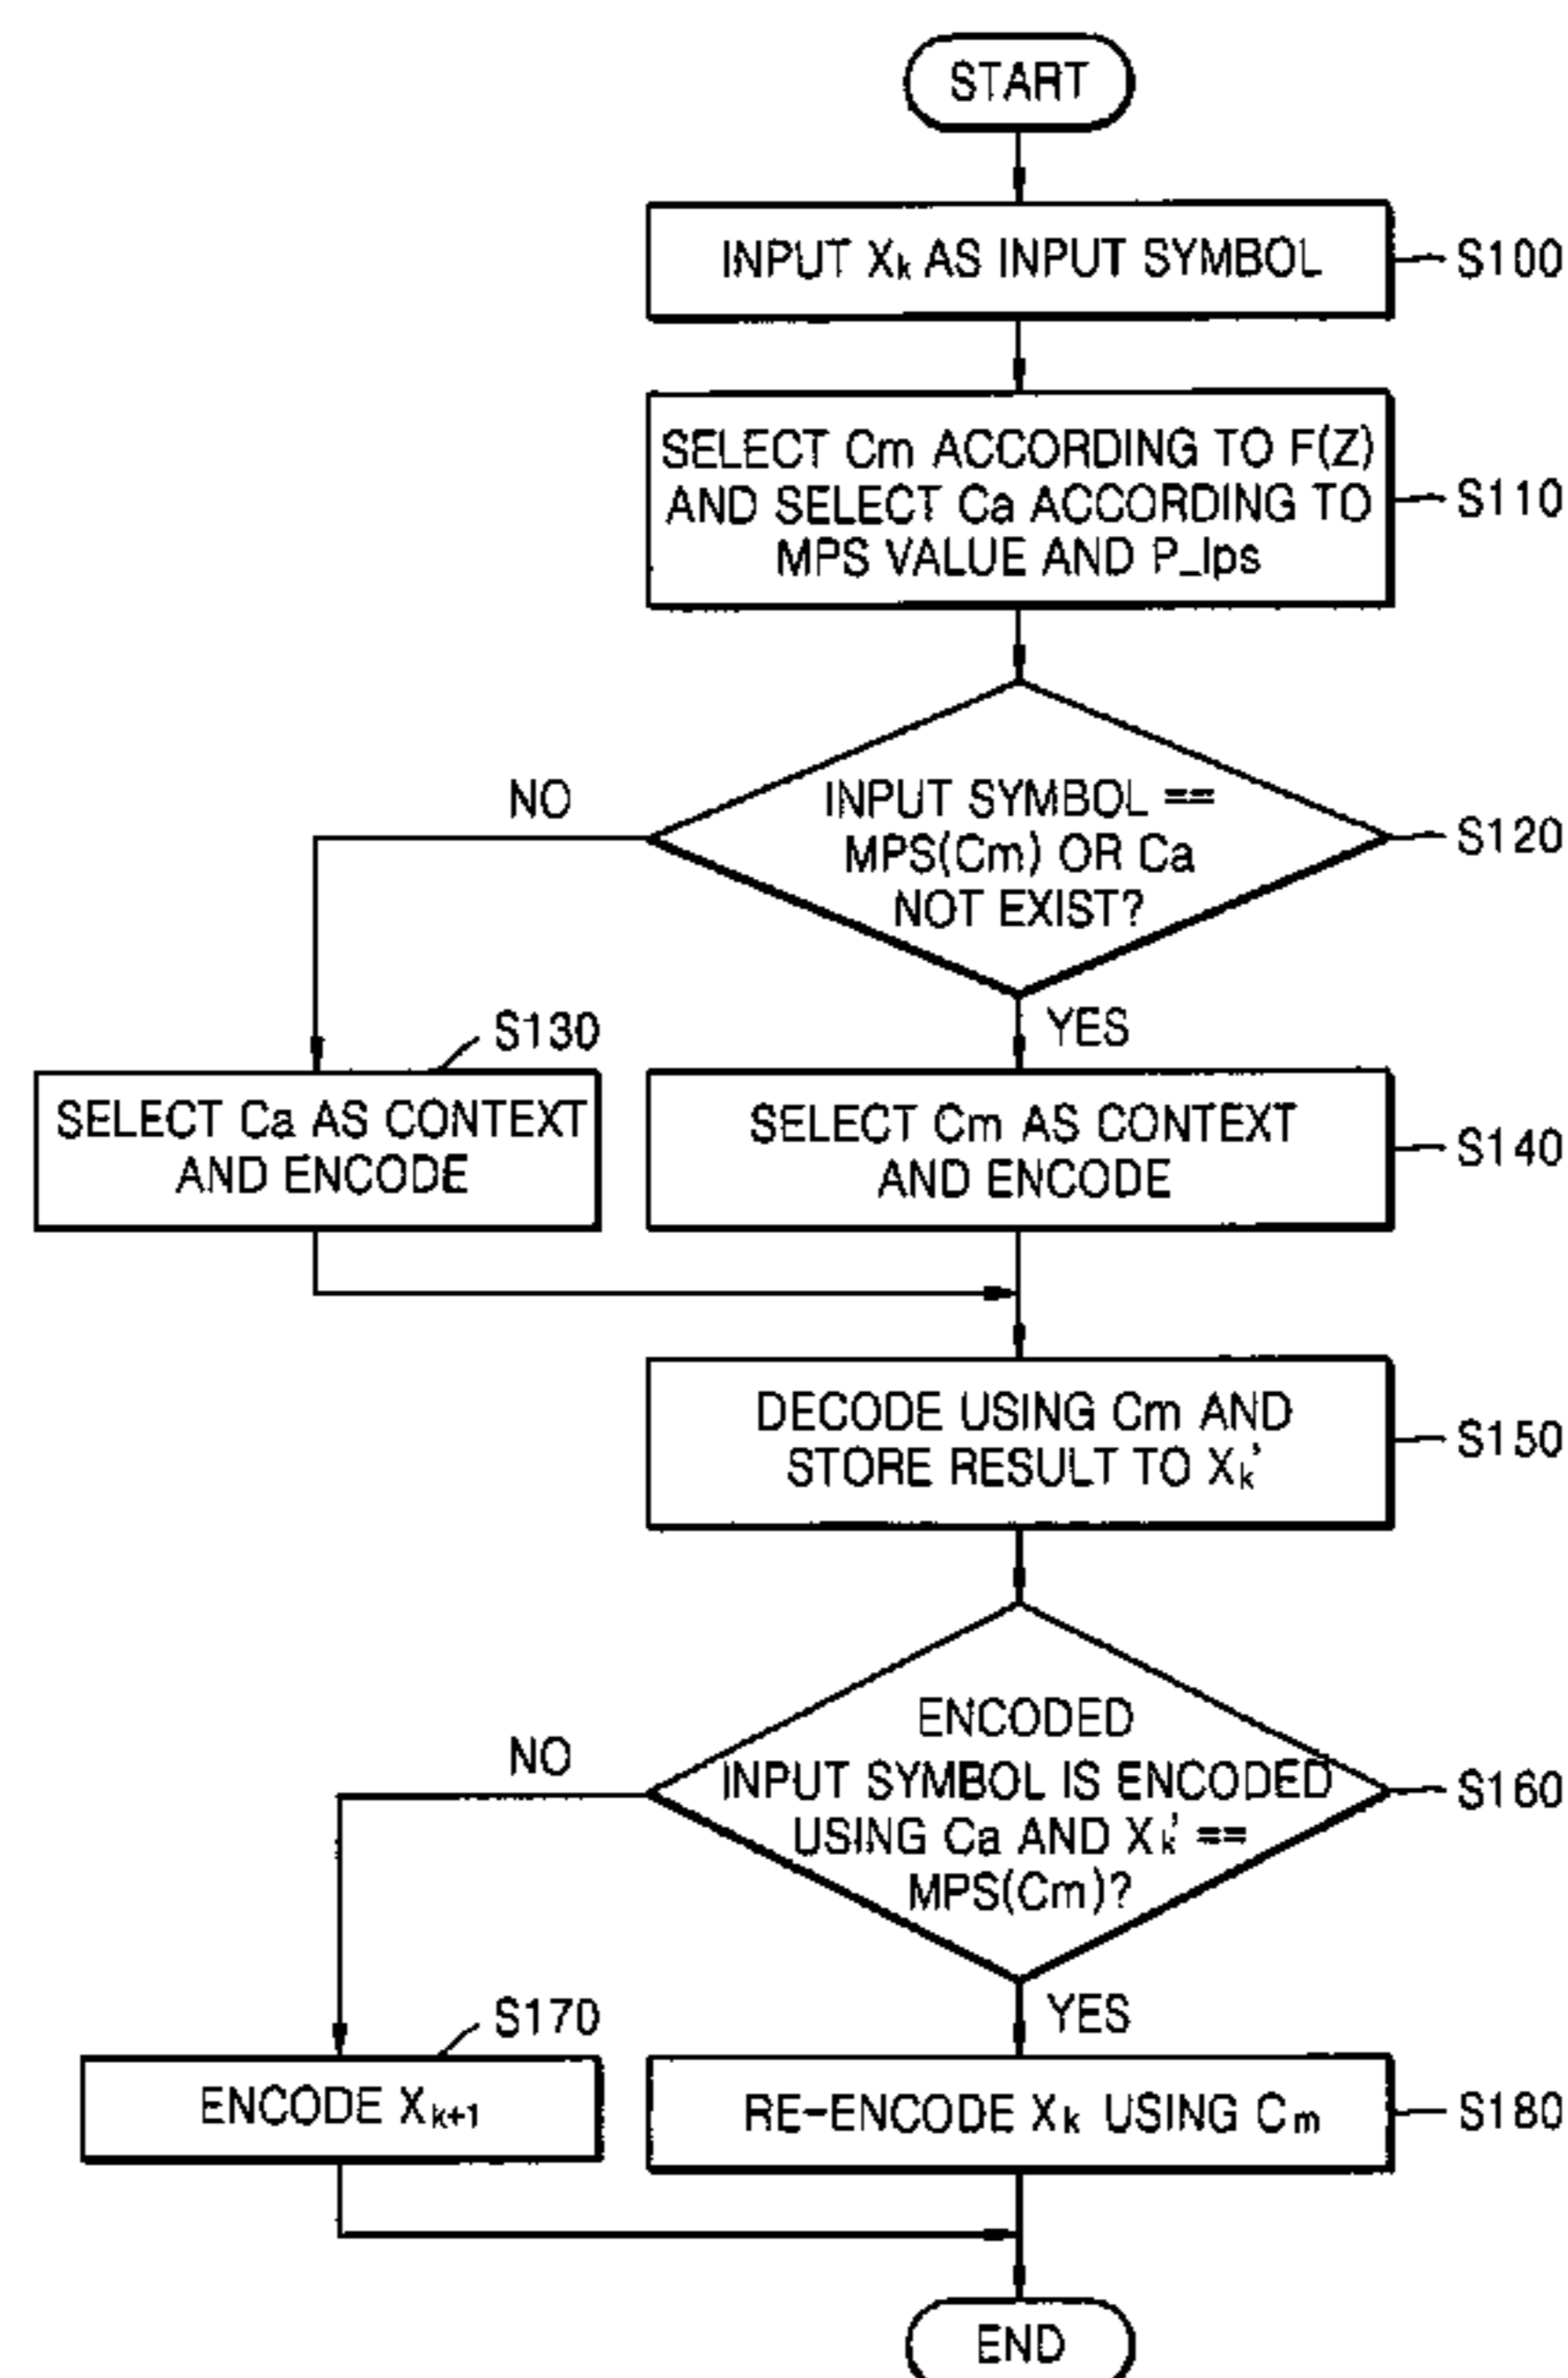 START
INPUT Xk AS INPUT SYMBOL
S100
SELECT Cm ACCORDING TO F(Z)
AND SELECT Ca ACCORDING TO
MPS VALUE AND P_lps
S110
INPUT SYMBOL ==
MPS(Cm) OR Ca
NOT EXIST?
S120
NO
YES
S130
SELECT Ca AS CONTEXT
AND ENCODE
SELECT Cm AS CONTEXT
AND ENCODE
S140
DECODE USING Cm AND
STORE RESULT TO Xk'
S150
ENCODED
INPUT SYMBOL IS ENCODED
USING Ca AND Xk' ==
MPS(Cm)?
S160
NO
YES
S170
ENCODE Xk+1
RE-ENCODE Xk USING Cm
S180
END